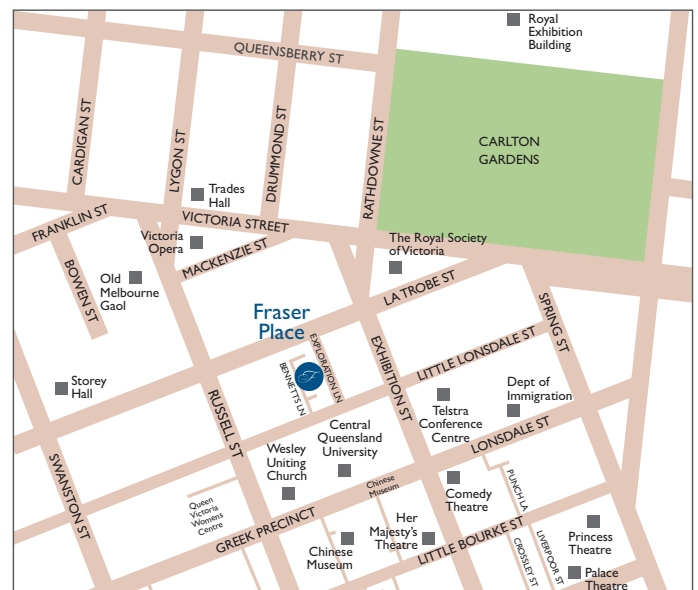 Royal
Exhibition
Building
QUEENSBERRY ST
CARDIGAN ST
LYGON ST
DRUMMOND ST
RATHDOWNE ST
CARLTON
GARDENS
Trades
Hall
FRANKLIN ST
VICTORIA STREET
Victoria
Opera
MACKENZIE ST
The Royal Society
of Victoria
BOWEN ST
Old
Melbourne
Gaol
LA TROBE ST
SPRING ST
Fraser
Place
F
EXPLORATION LN
BENNETTS LN
EXHIBITION ST
LITTLE LONSDALE ST
Storey
Hall
RUSSELL ST
Dept of
Immigration
Telstra
Conference
Centre
LONSDALE ST
Central
Queensland
University
Wesley
Uniting
Church
SWANSTON ST
Queen
Victoria
Womens
Centre
Chinese
Museum
Comedy
Theatre
PUNCH LA
GREEK PRECINCT
Her
Majesty's
Theatre
Chinese
Museum
LITTLE BOURKE ST
CROSSLEY ST
LIVERPOOR ST
Princess
Theatre
Palace
Theatre